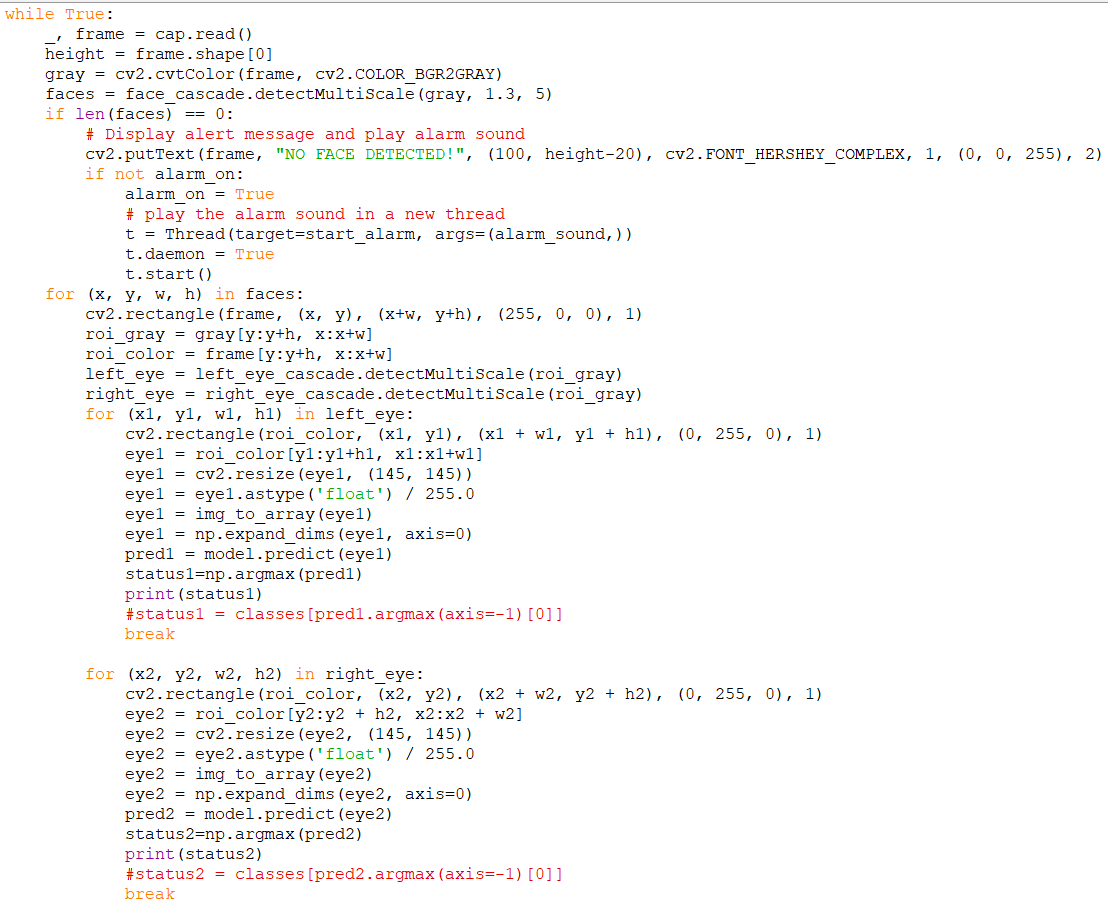 while True:
    _, frame = cap.read()
    height = frame.shape[0]
    gray = cv2.cvtColor(frame, cv2.COLOR_BGR2GRAY)
    faces = face_cascade.detectMultiScale(gray, 1.3, 5)
    if len(faces) == 0:
        # Display alert message and play alarm sound
        cv2.putText(frame, "NO FACE DETECTED!", (100, height-20), cv2.FONT_HERSHEY_COMPLEX, 1, (0, 0, 255), 2)
        if not alarm_on:
            alarm_on = True
            # play the alarm sound in a new thread
            t = Thread(target=start_alarm, args=(alarm_sound,))
            t.daemon = True
            t.start()
    for (x, y, w, h) in faces:
        cv2.rectangle(frame, (x, y), (x+w, y+h), (255, 0, 0), 1)
        roi_gray = gray[y:y+h, x:x+w]
        roi_color = frame[y:y+h, x:x+w]
        left_eye = left_eye_cascade.detectMultiScale(roi_gray)
        right_eye = right_eye_cascade.detectMultiScale(roi_gray)
        for (x1, y1, w1, h1) in left_eye:
            cv2.rectangle(roi_color, (x1, y1), (x1 + w1, y1 + h1), (0, 255, 0), 1)
            eye1 = roi_color[y1:y1+h1, x1:x1+w1]
            eye1 = cv2.resize(eye1, (145, 145))
            eye1 = eye1.astype('float') / 255.0
            eye1 = img_to_array(eye1)
            eye1 = np.expand_dims(eye1, axis=0)
            pred1 = model.predict(eye1)
            status1=np.argmax(pred1)
            print(status1)
            #status1 = classes[pred1.argmax(axis=-1)[0]]
            break

        for (x2, y2, w2, h2) in right_eye:
            cv2.rectangle(roi_color, (x2, y2), (x2 + w2, y2 + h2), (0, 255, 0), 1)
            eye2 = roi_color[y2:y2 + h2, x2:x2 + w2]
            eye2 = cv2.resize(eye2, (145, 145))
            eye2 = eye2.astype('float') / 255.0
            eye2 = img_to_array(eye2)
            eye2 = np.expand_dims(eye2, axis=0)
            pred2 = model.predict(eye2)
            status2=np.argmax(pred2)
            print(status2)
            #status2 = classes[pred2.argmax(axis=-1)[0]]
            break